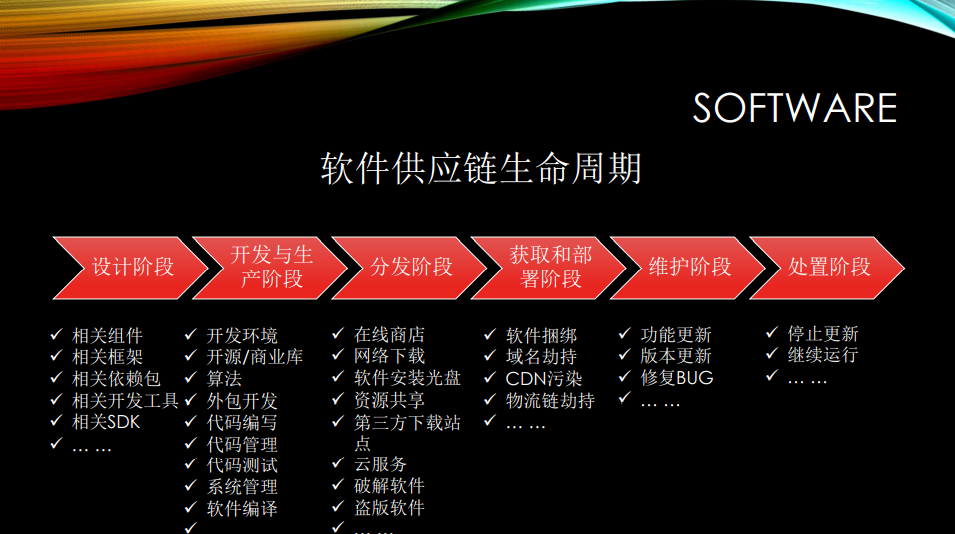 SOFTWARE
软件供应链生命周期
设计阶段
开发与生
产阶段
分发阶段
获取和部
署阶段
维护阶段
处置阶段
相关组件
相关框架
相关依赖包
相关开发工具
相关SDK
... ...
开发环境
开源/商业库
算法
外包开发
代码编写
代码管理
代码测试
系统管理
软件编译
在线商店
网络下载
软件安装光盘
资源共享
第三方下载站
点
云服务
破解软件
盗版软件
... ...
软件捆绑
域名劫持
CDN污染
物流链劫持
... ...
功能更新
版本更新
修复BUG
... ...
停止更新
继续运行
... ...